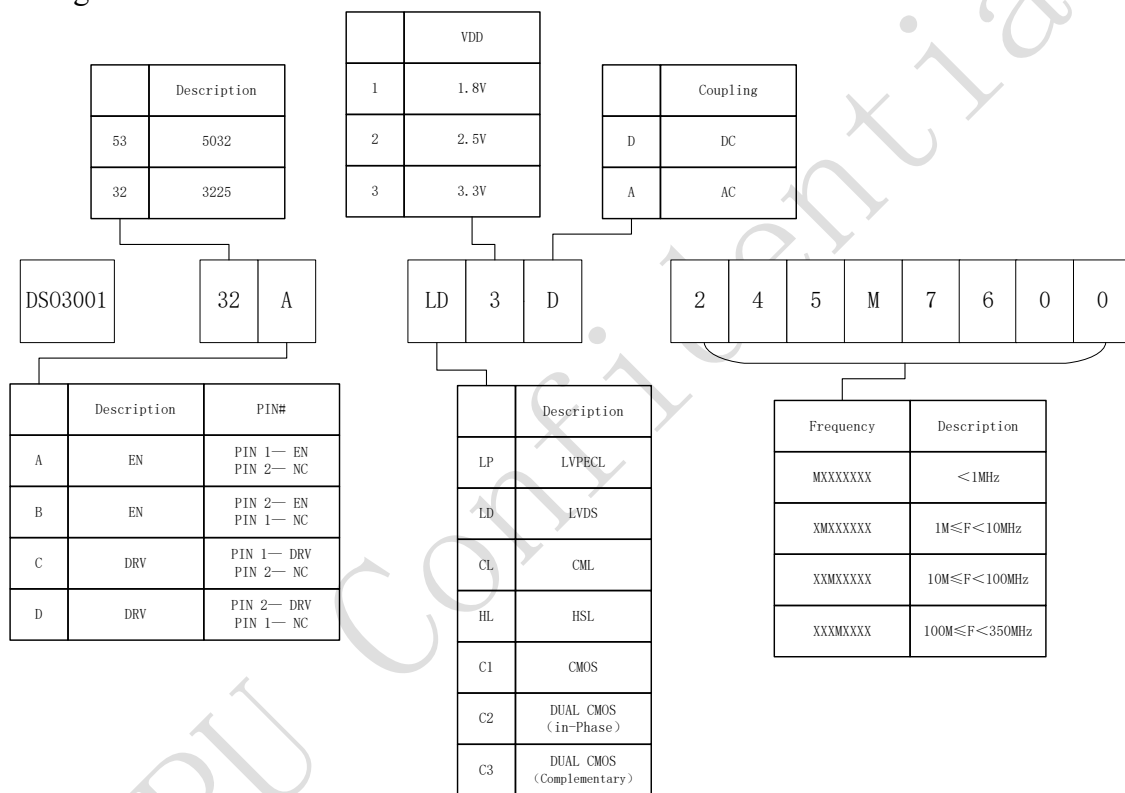 VDD
1 1.8V
2 2.5V
3 3.3V
Description
53 5032
32 3225
Coupling
D DC
A AC
DSO3001 32 A LD 3 D 2 4 5 M 7 6 0 0
Description PIN#
A EN PIN 1— EN
PIN 2— NC
B EN PIN 2— EN
PIN 1— NC
C DRV PIN 1— DRV
PIN 2— NC
D DRV PIN 2— DRV
PIN 1— NC
Description
LP LVPECL
LD LVDS
CL CML
HL HSL
C1 CMOS
C2 DUAL CMOS
(in-Phase)
C3 DUAL CMOS
(Complementary)
Frequency Description
MXXXXXXX <1MHz
XMXXXXXX 1M≤F<10MHz
XXMXXXXX 10M≤F<100MHz
XXXMXXXX 100M≤F<350MHz
PU Confidentia